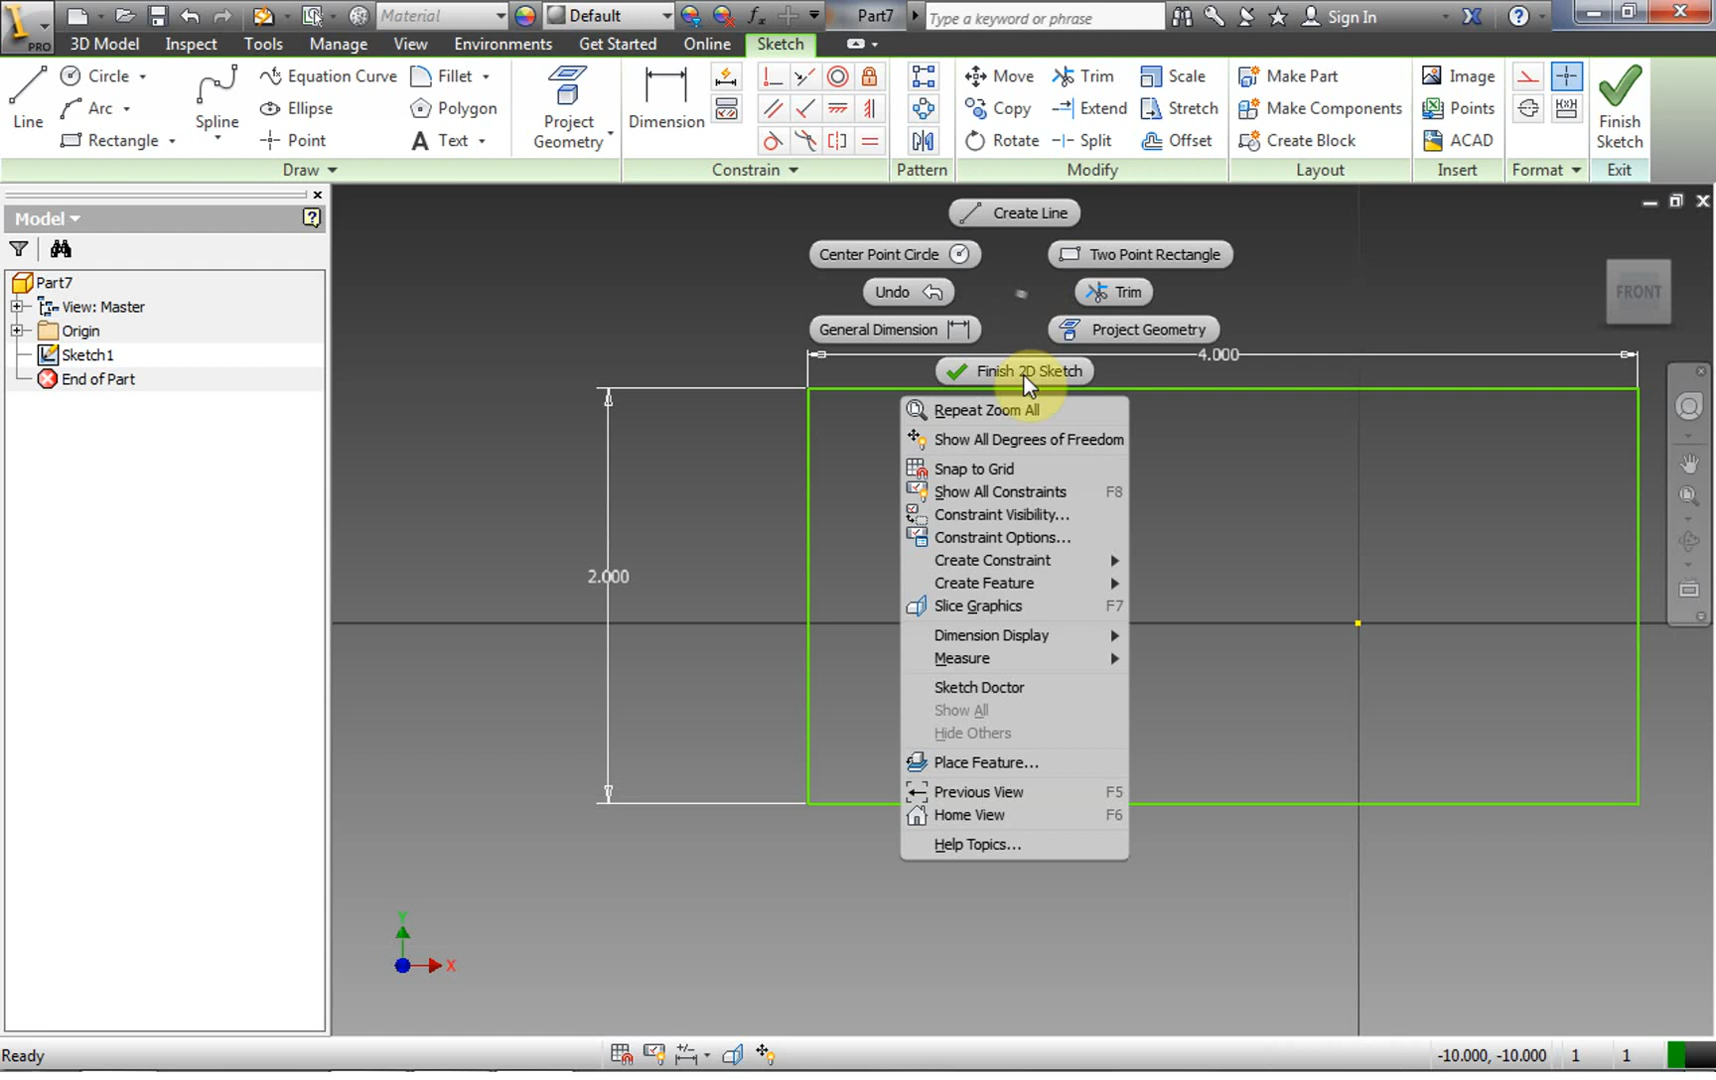 PRO
Material
Default
Part7
Type a keyword or phrase
Sign In
3D Model
Inspect
Tools
Manage
View
Environments
Get Started
Online
Sketch
Line
Circle
Arc
Rectangle
Spline
Equation Curve
Ellipse
Point
Fillet
Polygon
Text
Project Geometry
Dimension
Move
Copy
Rotate
Trim
Extend
Split
Scale
Stretch
Offset
Make Part
Make Components
Create Block
Image
Points
ACAD
Finish Sketch
Draw
Constrain
Pattern
Modify
Layout
Insert
Format
Exit
Model
Part7
View: Master
Origin
Sketch1
End of Part
Create Line
Center Point Circle
Two Point Rectangle
Undo
Trim
General Dimension
Project Geometry
Finish 2D Sketch
FRONT
4.000
2.000
Repeat Zoom All
Show All Degrees of Freedom
Snap to Grid
Show All Constraints F8
Constraint Visibility...
Constraint Options...
Create Constraint
Create Feature
Slice Graphics F7
Dimension Display
Measure
Sketch Doctor
Show All
Hide Others
Place Feature...
Previous View F5
Home View F6
Help Topics...
Y
X
Ready
-10.000, -10.000 1 1